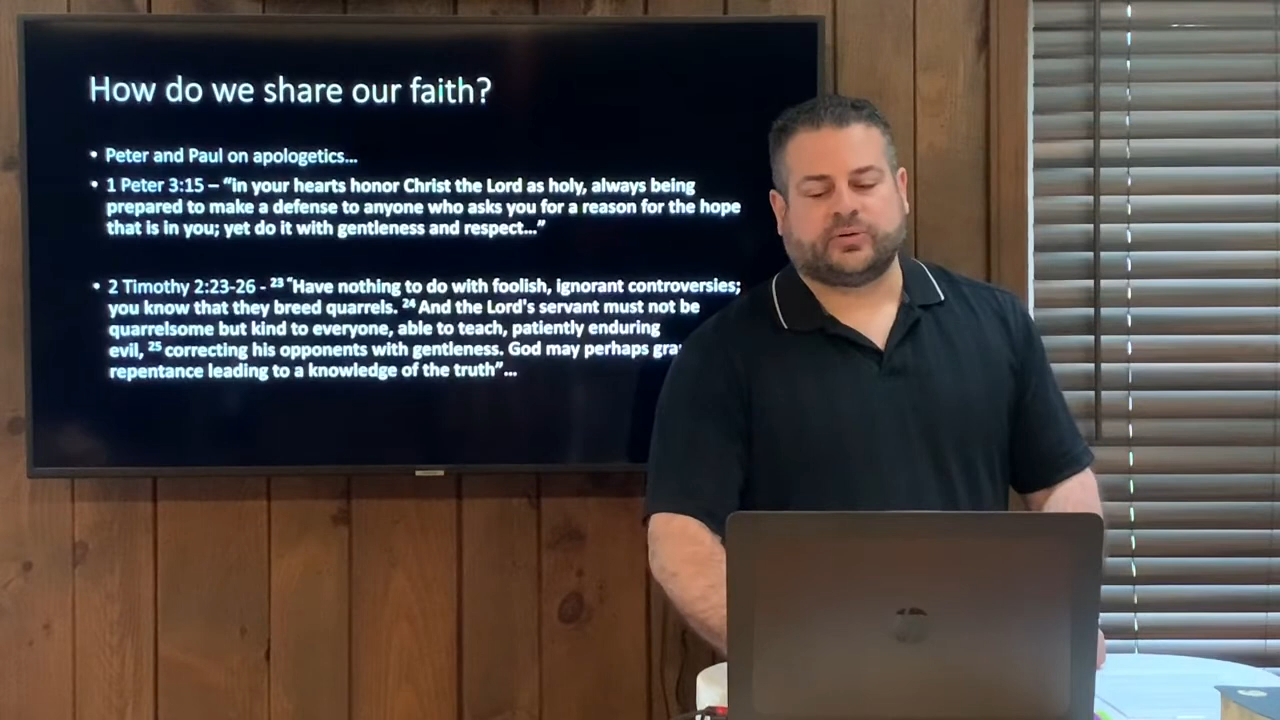 How do we share our faith?
• Peter and Paul on apologetics...
• 1 Peter 3:15 – “in your hearts honor Christ the Lord as holy, always being
prepared to make a defense to anyone who asks you for a reason for the hope
that is in you; yet do it with gentleness and respect...”
• 2 Timothy 2:23-26 - 23 “Have nothing to do with foolish, ignorant controversies;
you know that they breed quarrels. 24 And the Lord's servant must not be
quarrelsome but kind to everyone, able to teach, patiently enduring
evil, 25 correcting his opponents with gentleness. God may perhaps
repentance leading to a knowledge of the truth”...